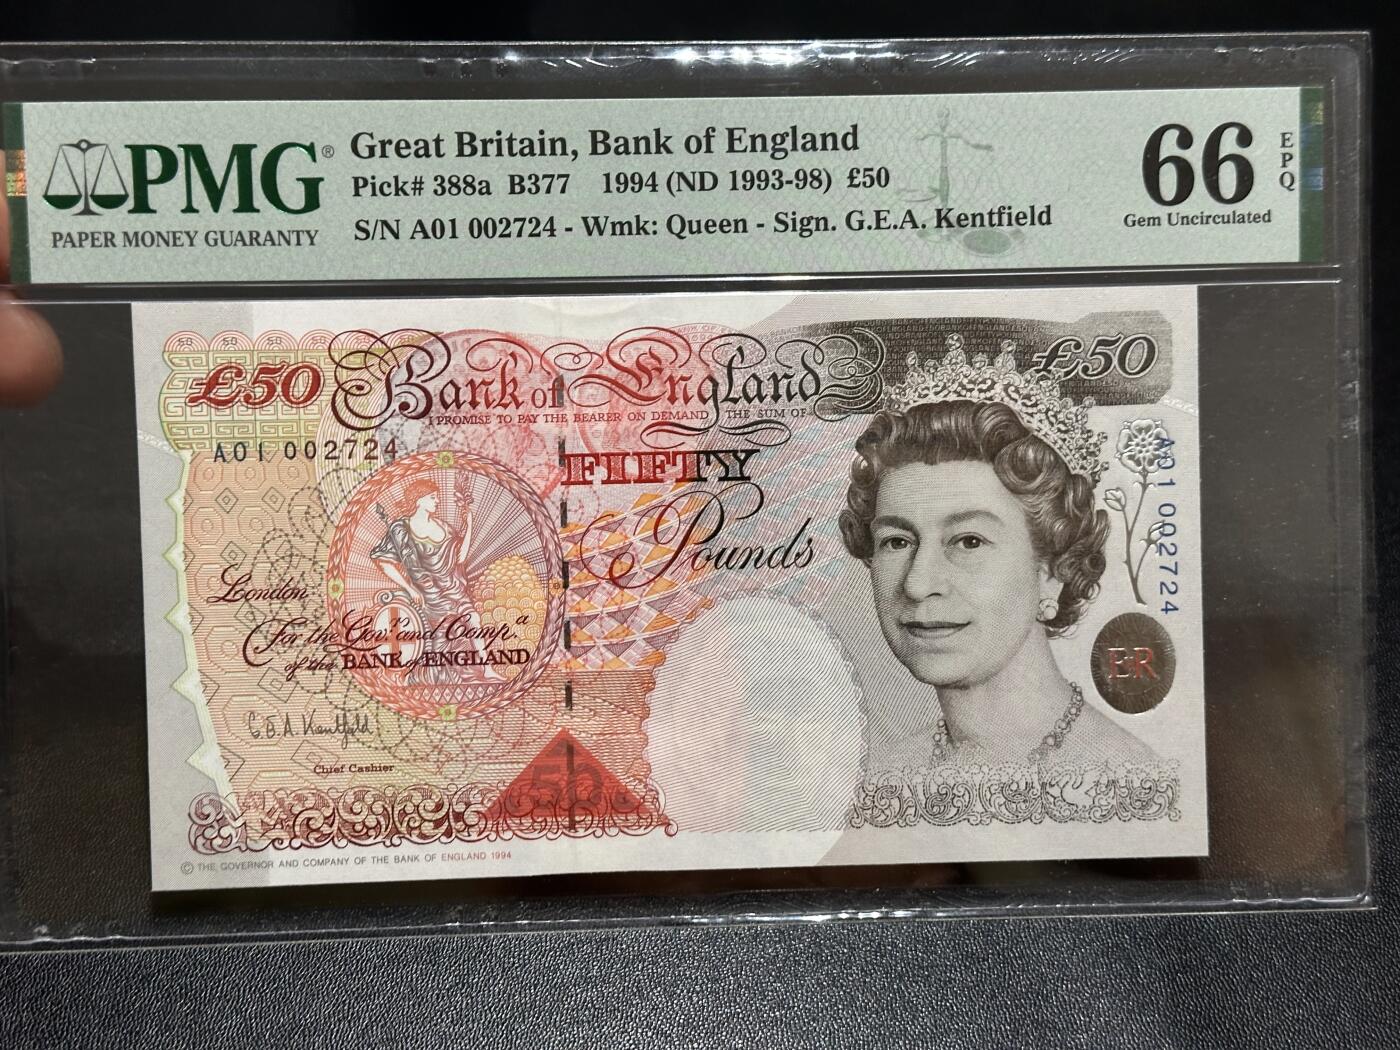 PMG®
PAPER MONEY GUARANTY
Great Britain, Bank of England
Pick# 388a B377 1994 (ND 1993-98) £50
S/N A01 002724 - Wmk: Queen - Sign. G.E.A. Kentfield
66
EPQ
Gem Uncirculated
£50
Bank of England
£50
I PROMISE TO PAY THE BEARER ON DEMAND THE SUM OF
A01 002724
FIFTY
Pounds
A01 002724
London
For the Govr. and Compa.
of the BANK of ENGLAND
E R
G.E.A. Kentfield
Chief Cashier
50
© THE GOVERNOR AND COMPANY OF THE BANK OF ENGLAND 1994